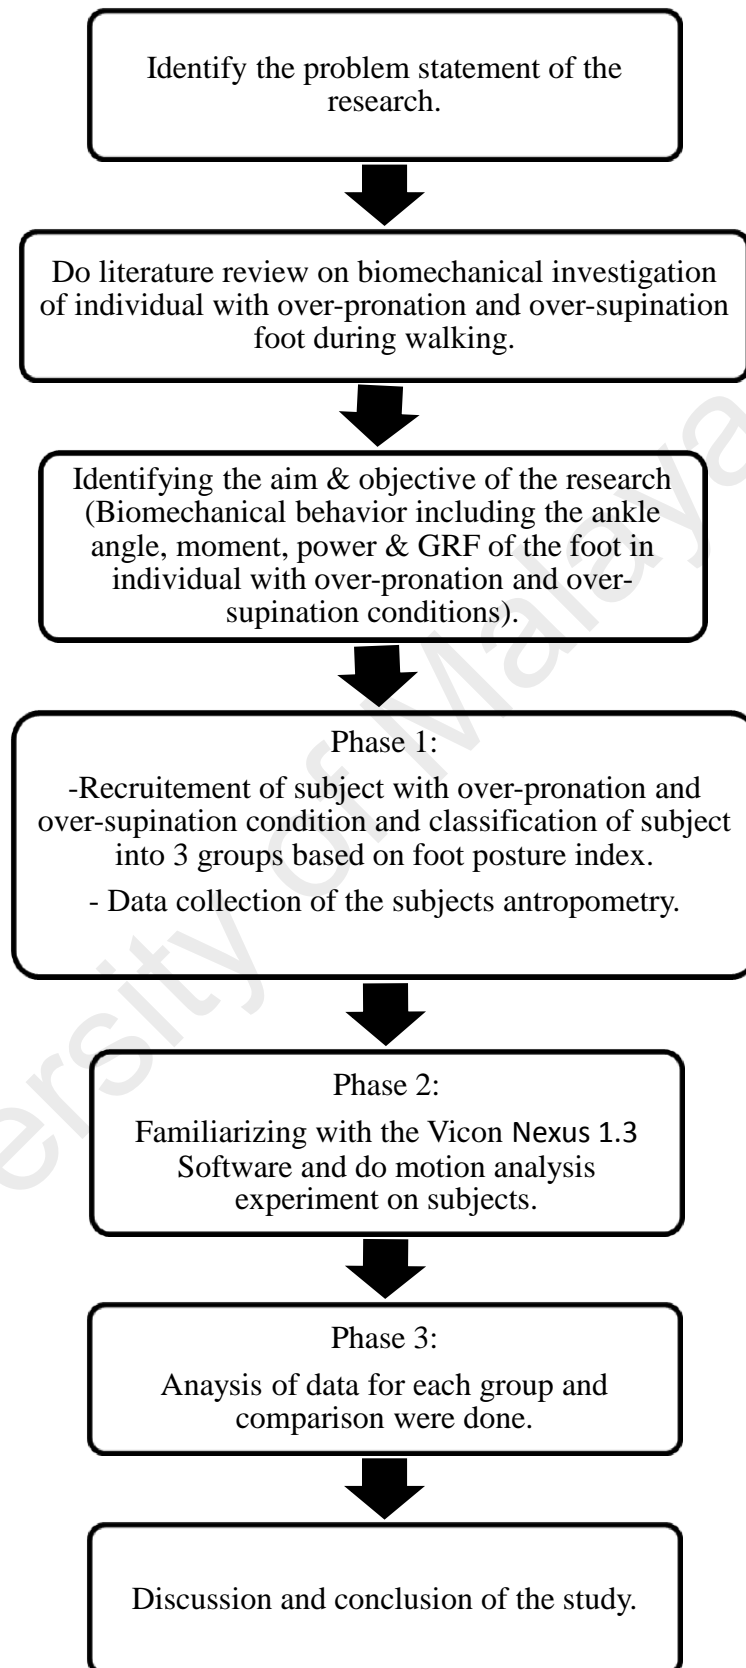 Identify the problem statement of the
research.
Do literature review on biomechanical investigation
of individual with over-pronation and over-supination
foot during walking.
Identifying the aim & objective of the research
(Biomechanical behavior including the ankle
angle, moment, power & GRF of the foot in
individual with over-pronation and over-
supination conditions).
Phase 1:
-Recruitement of subject with over-pronation and
over-supination condition and classification of subject
into 3 groups based on foot posture index.
- Data collection of the subjects antropometry.
Phase 2:
Familiarizing with the Vicon Nexus 1.3
Software and do motion analysis
experiment on subjects.
Phase 3:
Anaysis of data for each group and
comparison were done.
Discussion and conclusion of the study.
ersity of Malaya